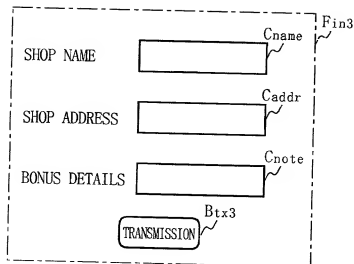 Cname
Fin3
SHOP NAME
Caddr
SHOP ADDRESS
Cnote
BONUS DETAILS
Btx3
TRANSMISSION